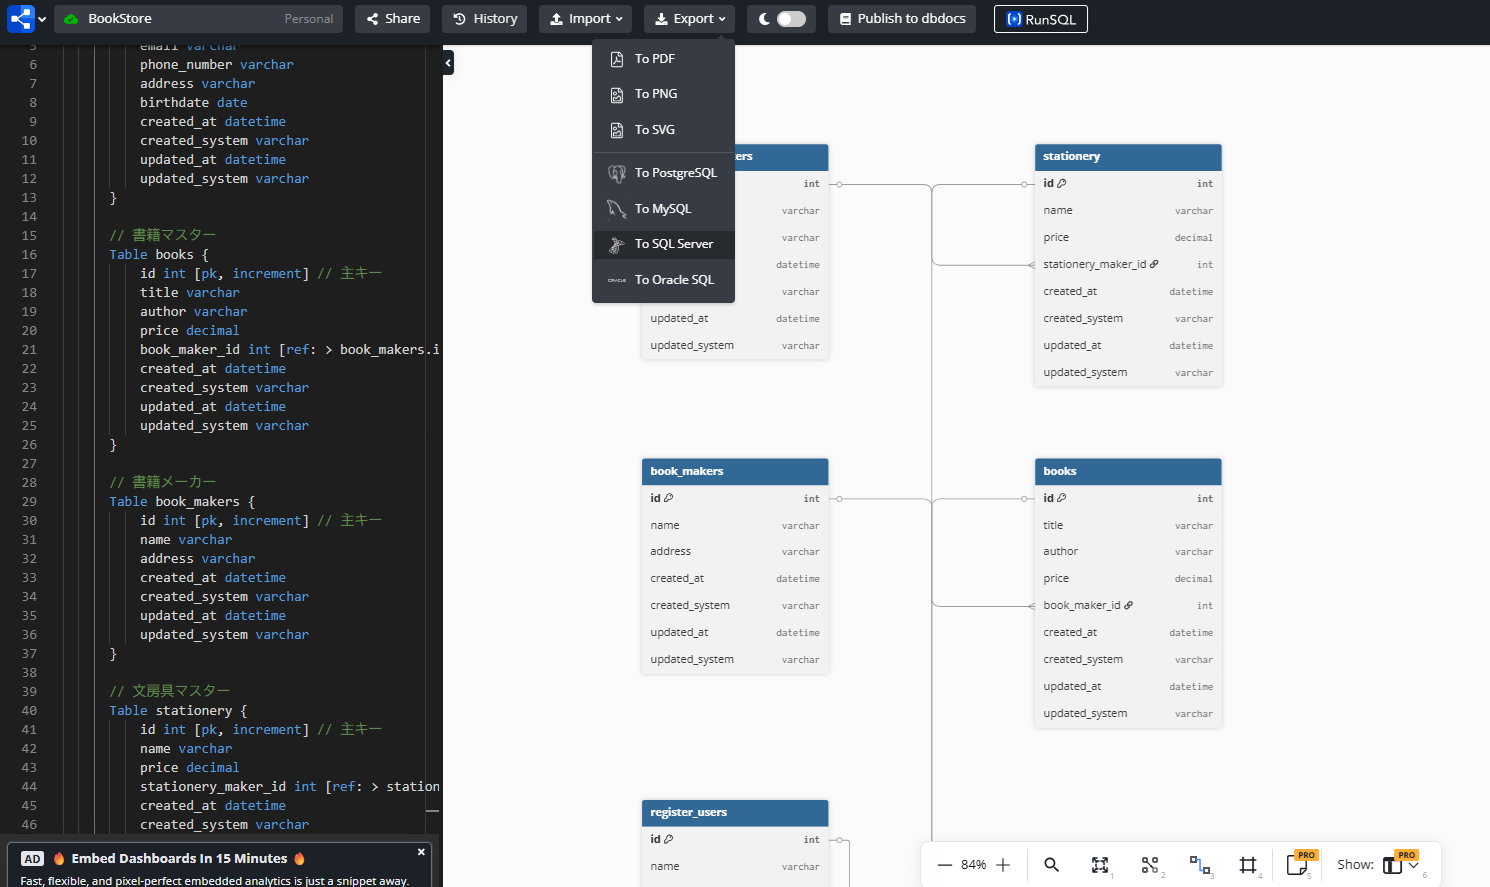 BookStore
Personal
Share
History
Import
Export
Publish to dbdocs
RunSQL
5 email varchar
6 phone_number varchar
7 address varchar
8 birthdate date
9 created_at datetime
10 created_system varchar
11 updated_at datetime
12 updated_system varchar
13 }
14
15 // 書籍マスター
16 Table books {
17 id int [pk, increment] // 主キー
18 title varchar
19 author varchar
20 price decimal
21 book_maker_id int [ref: > book_makers.i
22 created_at datetime
23 created_system varchar
24 updated_at datetime
25 updated_system varchar
26 }
27
28 // 書籍メーカー
29 Table book_makers {
30 id int [pk, increment] // 主キー
31 name varchar
32 address varchar
33 created_at datetime
34 created_system varchar
35 updated_at datetime
36 updated_system varchar
37 }
38
39 // 文房具マスター
40 Table stationery {
41 id int [pk, increment] // 主キー
42 name varchar
43 price decimal
44 stationery_maker_id int [ref: > station
45 created_at datetime
46 created_system varchar
AD 🔥 Embed Dashboards In 15 Minutes 🔥
×
Fast, flexible, and pixel-perfect embedded analytics is just a snippet away.
To PDF
To PNG
To SVG
To PostgreSQL
To MySQL
To SQL Server
ORACLE To Oracle SQL
ers
int
varchar
varchar
datetime
varchar
updated_at datetime
updated_system varchar
stationery
id int
name varchar
price decimal
stationery_maker_id int
created_at datetime
created_system varchar
updated_at datetime
updated_system varchar
book_makers
id int
name varchar
address varchar
created_at datetime
created_system varchar
updated_at datetime
updated_system varchar
books
id int
title varchar
author varchar
price decimal
book_maker_id int
created_at datetime
created_system varchar
updated_at datetime
updated_system varchar
register_users
id int
name varchar
84%
1
2
3
4
PRO
5
Show:
PRO
6